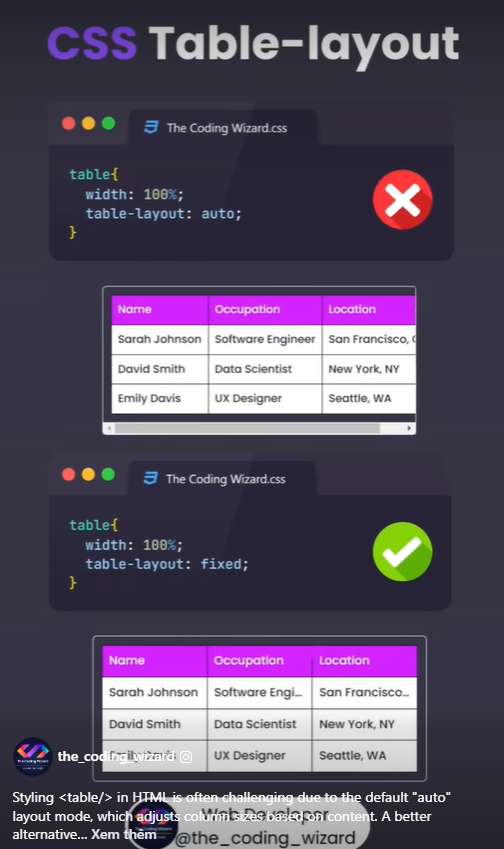 CSS Table-layout
The Coding Wizard.css
table{
width: 100%;
table-layout: auto;
}
Name Occupation Location
Sarah Johnson Software Engineer San Francisco,
David Smith Data Scientist New York, NY
Emily Davis UX Designer Seattle, WA
The Coding Wizard.css
table{
width: 100%;
table-layout: fixed;
}
Name Occupation Location
Sarah Johnson Software Engi... San Francisco...
David Smith Data Scientist New York, NY
Emily Davis UX Designer Seattle, WA
the_coding_wizard
Styling <table/> in HTML is often challenging due to the default "auto"
Web Developer
layout mode, which adjusts column sizes based on content. A better
alternative... Xem thêm
@the_coding_wizard